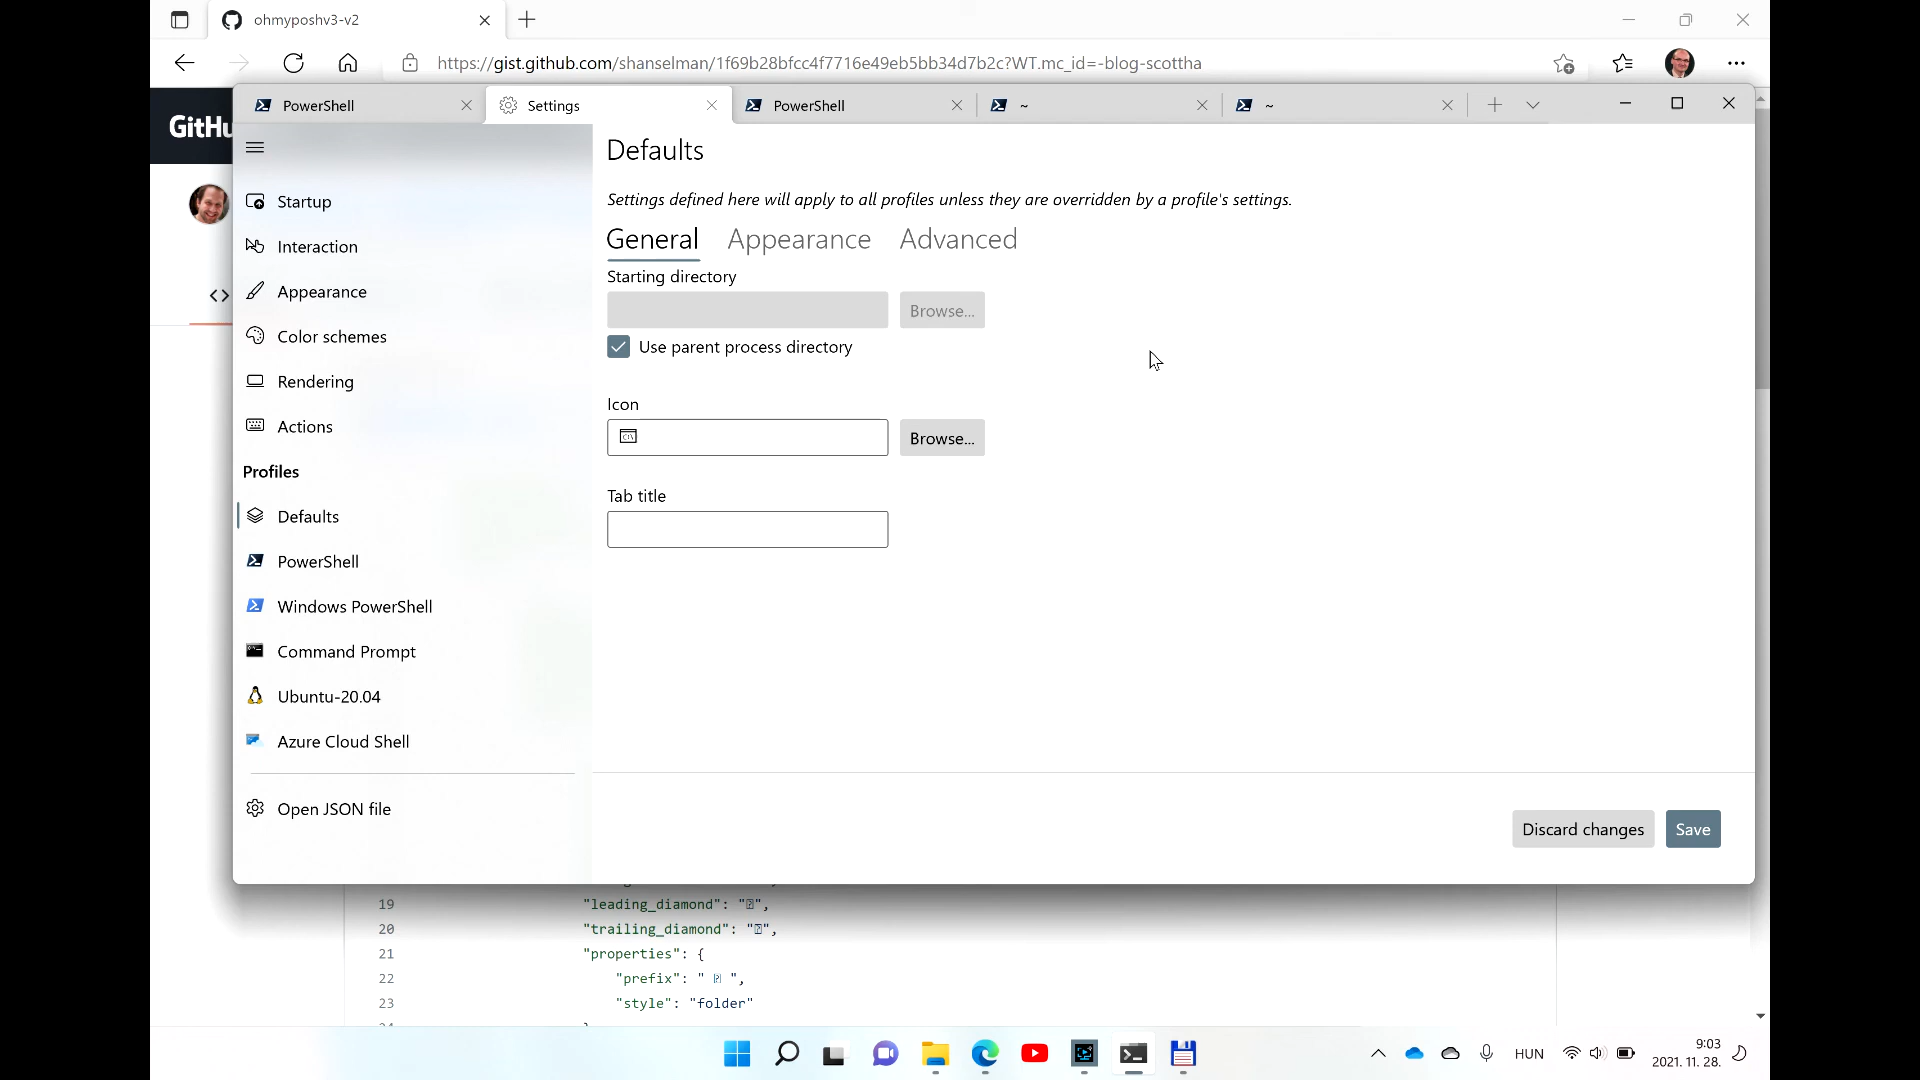 ohmyposhv3-v2
https://gist.github.com/shanselman/1f69b28bfcc4f7716e49eb5bb34d7b2c?WT.mc_id=-blog-scottha
PowerShell
Settings
PowerShell
~
~
GitHu
Startup
Interaction
Appearance
Color schemes
Rendering
Actions
Profiles
Defaults
PowerShell
Windows PowerShell
Command Prompt
Ubuntu-20.04
Azure Cloud Shell
Open JSON file
Defaults
Settings defined here will apply to all profiles unless they are overridden by a profile's settings.
General Appearance Advanced
Starting directory
Browse...
Use parent process directory
Icon
Browse...
Tab title
Discard changes Save
19 "leading_diamond": "",
20 "trailing_diamond": "",
21 "properties": {
22 "prefix": "  ",
23 "style": "folder"
HUN
9:03
2021. 11. 28.